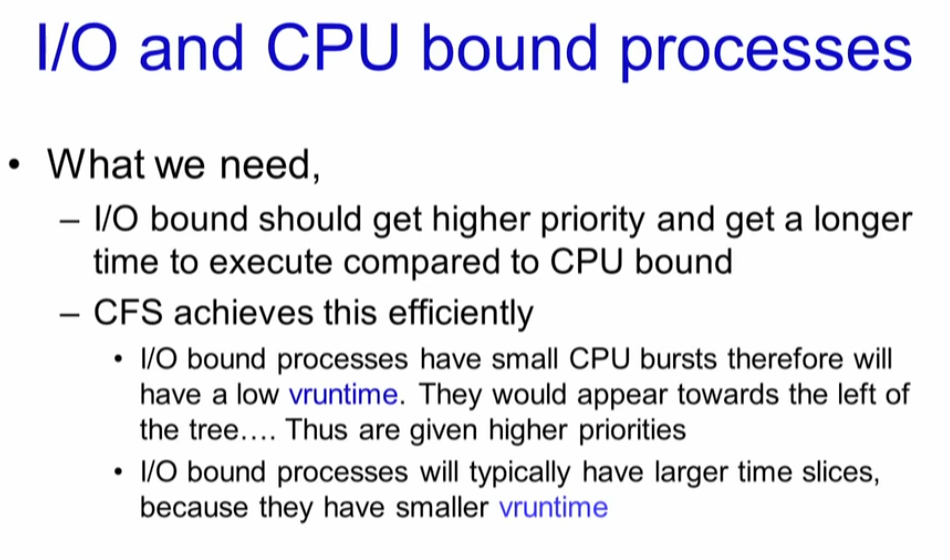 I/O and CPU bound processes
• What we need,
– I/O bound should get higher priority and get a longer
time to execute compared to CPU bound
– CFS achieves this efficiently
• I/O bound processes have small CPU bursts therefore will
have a low vruntime. They would appear towards the left of
the tree.... Thus are given higher priorities
• I/O bound processes will typically have larger time slices,
because they have smaller vruntime